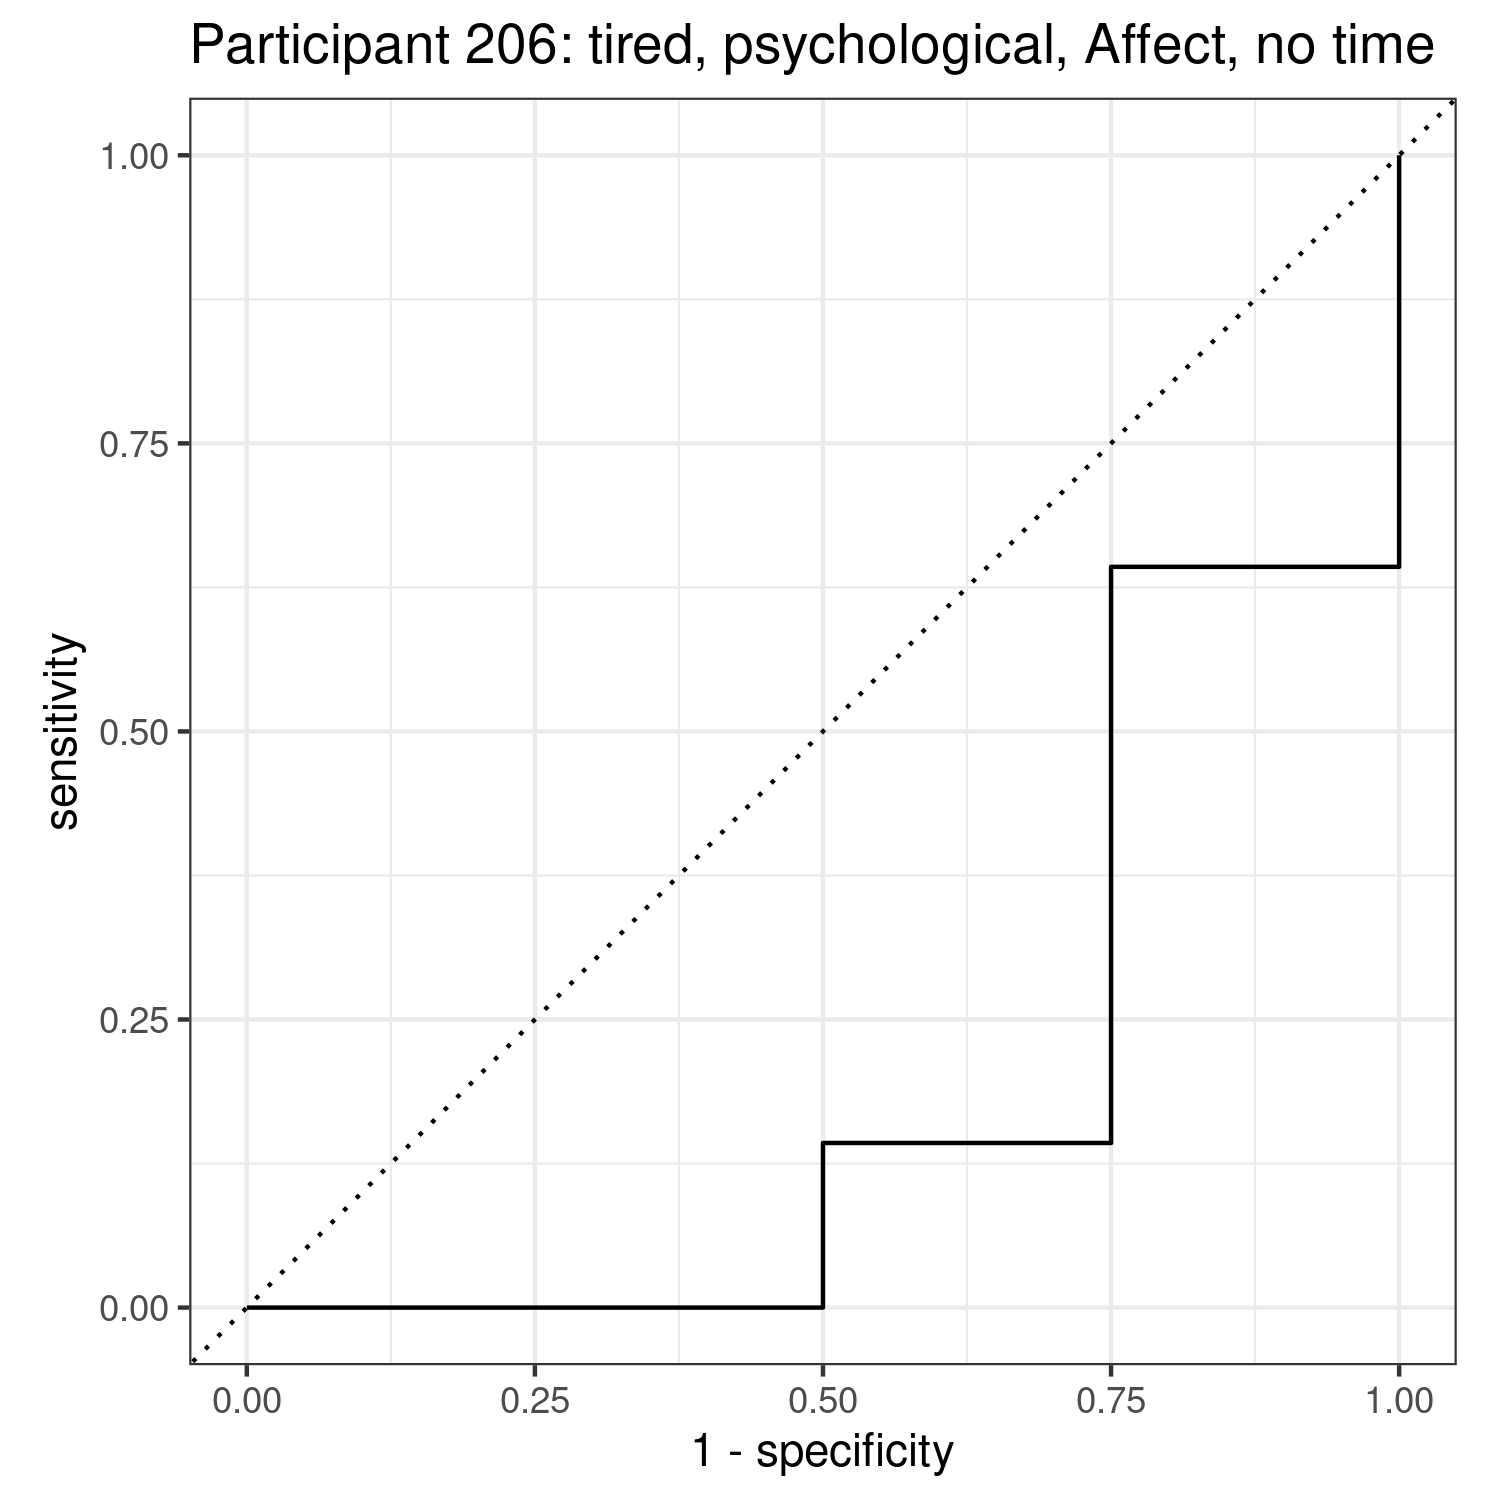 Participant 206: tired, psychological, Affect, no time
1.00
0.75
0.50
0.25
0.00
sensitivity
0.00 0.25 0.50 0.75 1.00
1 - specificity